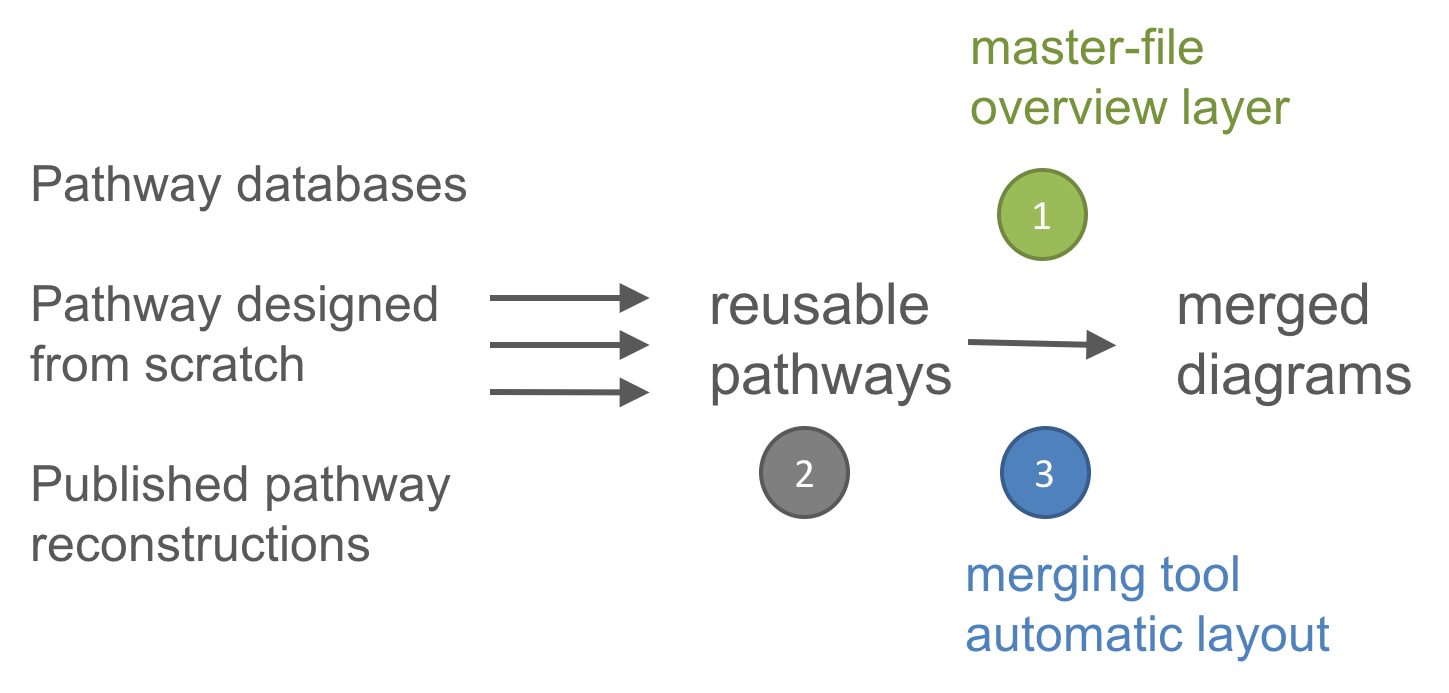 master-file
overview layer
1
Pathway databases
Pathway designed
from scratch
Published pathway
reconstructions
reusable
pathways
2
merged
diagrams
3
merging tool
automatic layout